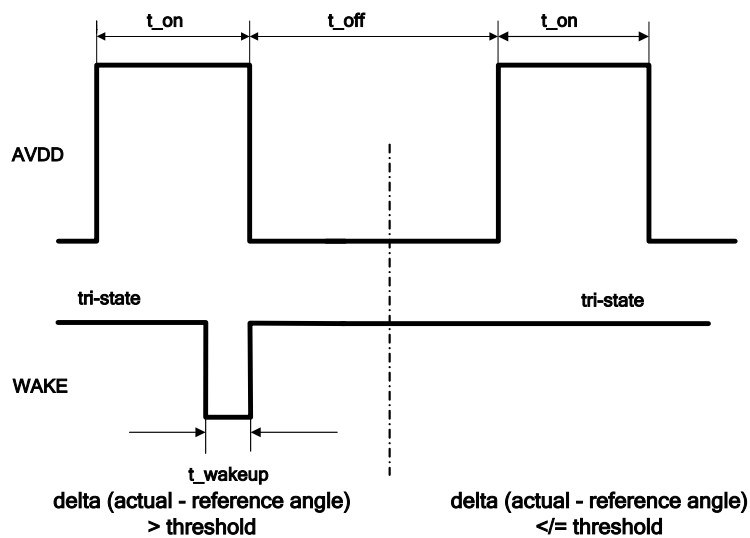 t_on
t_off
t_on
AVDD
tri-state
tri-state
WAKE
t_wakeup
delta (actual - reference angle)
> threshold
delta (actual - reference angle)
</= threshold